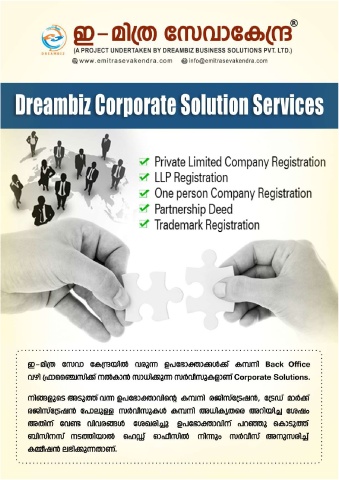 ഇ-മിത്ര സേവാകേന്ദ്ര®
DREAMBIZ
(A PROJECT UNDERTAKEN BY DREAMBIZ BUSINESS SOLUTIONS PVT. LTD.)
www.emitrasevakendra.com info@emitrasevakendra.com
Dreambiz Corporate Solution Services
Private Limited Company Registration
LLP Registration
One person Company Registration
Partnership Deed
Trademark Registration
ഇ-മിത്ര സേവാ കേന്ദ്രയിൽ വരുന്ന ഉപഭോക്താക്കൾക്ക് കമ്പനി Back Office
വഴി ഫ്രാഞ്ചൈസിക്ക് നൽകാൻ സാധിക്കുന്ന സർവീസുകളാണ് Corporate Solutions.
നിങ്ങളുടെ അടുത്ത് വന്ന ഉപഭോക്താവിന്റെ കമ്പനി രജിസ്ട്രേഷൻ, ട്രേഡ് മാർക്ക്
രജിസ്ട്രേഷൻ പോലുള്ള സർവീസുകൾ കമ്പനി അധികൃതരെ അറിയിച്ച ശേഷം
അതിന് വേണ്ട വിവരങ്ങൾ ശേഖരിച്ചു ഉപഭോക്താവിന് പറഞ്ഞു കൊടുത്ത്
ബിസിനസ് നടത്തിയാൽ ഹെഡ്ഡ് ഓഫീസിൽ നിന്നും സർവീസ് അനുസരിച്ച്
കമ്മീഷൻ ലഭിക്കുന്നതാണ്.